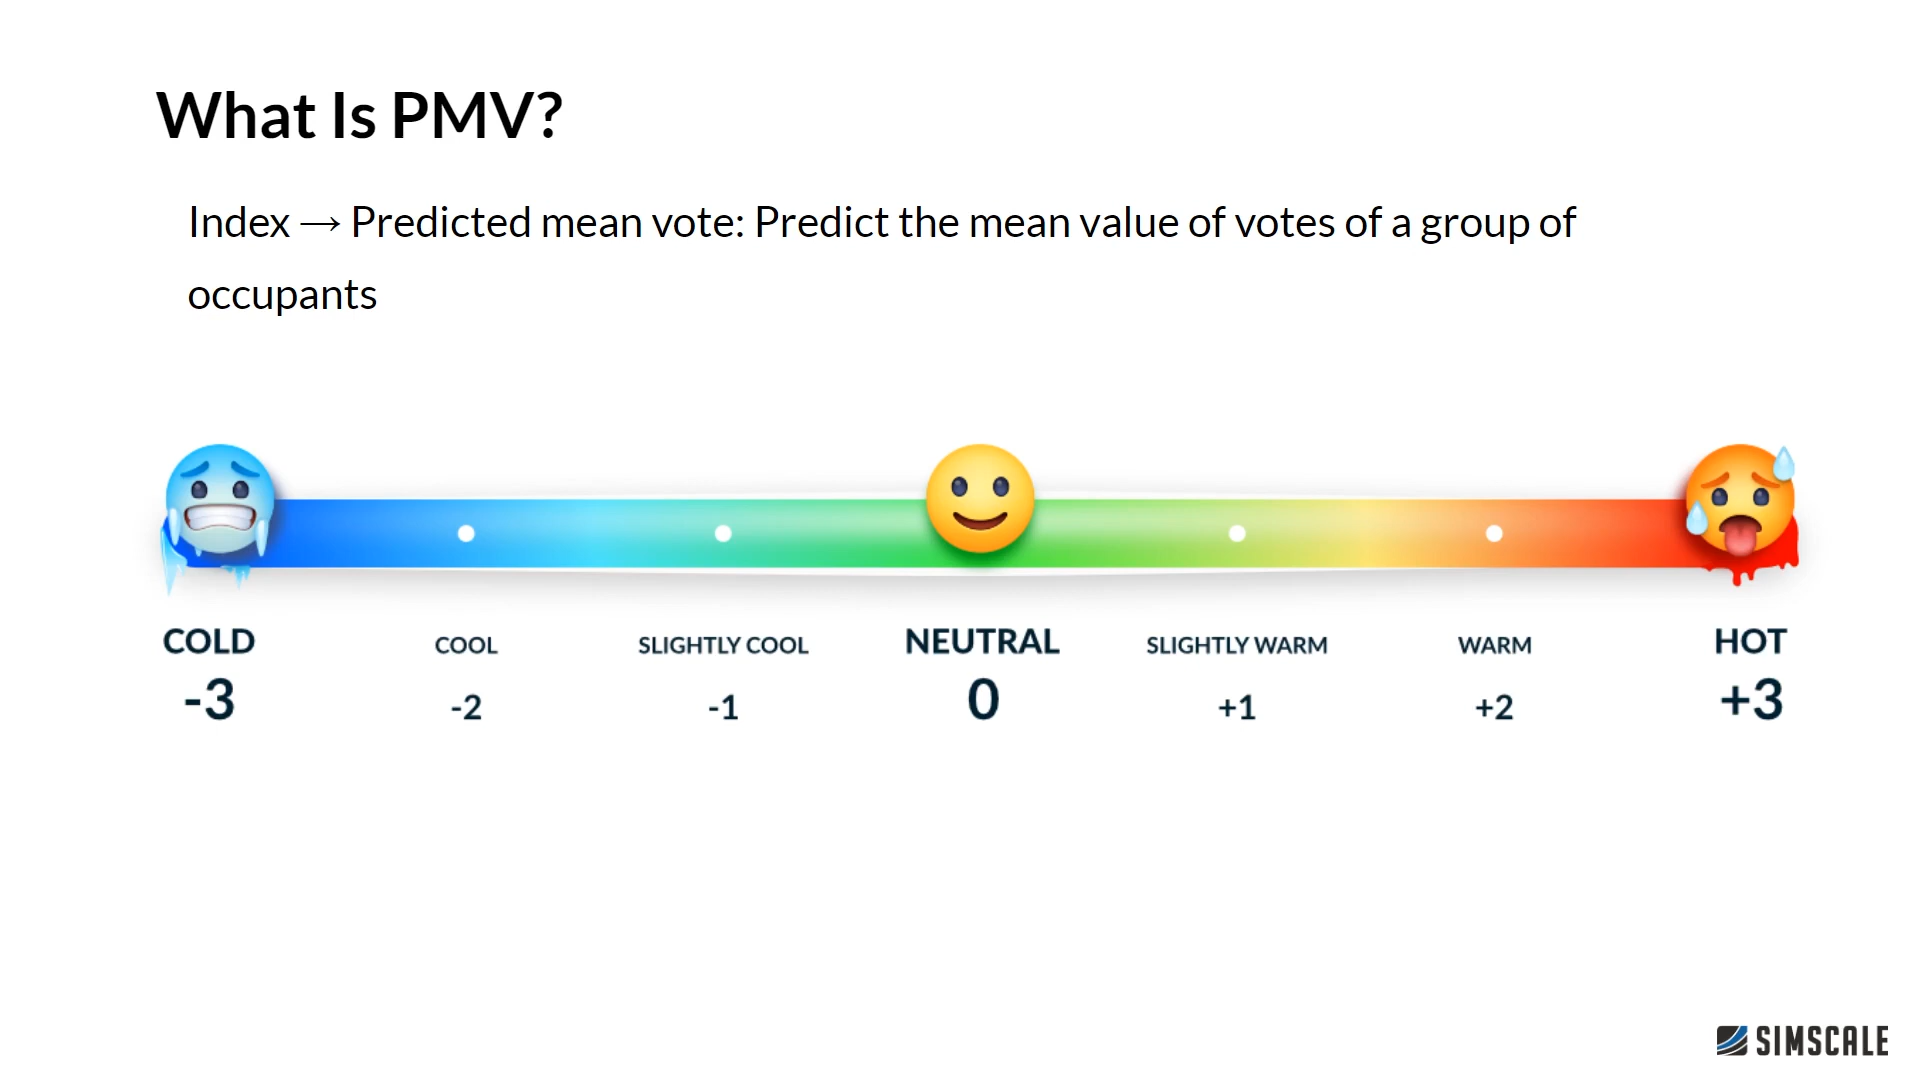 What Is PMV?
Index → Predicted mean vote: Predict the mean value of votes of a group of
occupants
COLD COOL SLIGHTLY COOL NEUTRAL SLIGHTLY WARM WARM HOT
-3 -2 -1 0 +1 +2 +3
SIMSCALE